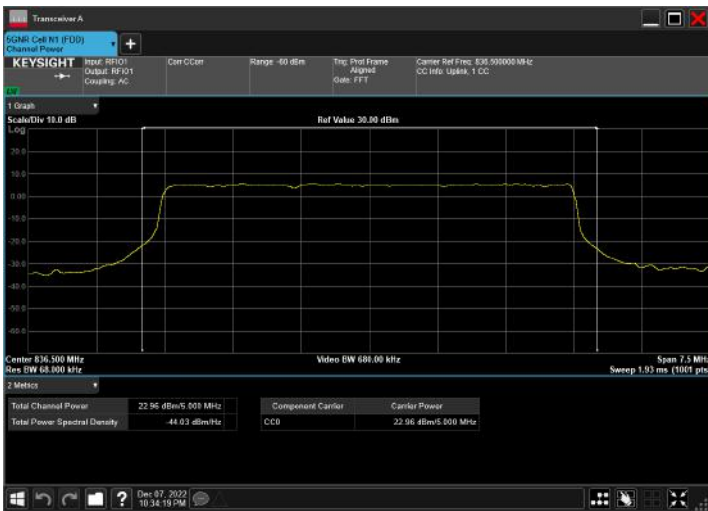 Transceiver A
5GNR Cell N1 (FDD)
Channel Power
KEYSIGHT
Input: RFIO1
Output: RFIO1
Coupling: AC
Corr CCorr
Range: -60 dBm
Trig: Prot Frame
Aligned
Gate: FFT
Carrier Ref Freq: 836.500000 MHz
CC Info: Uplink, 1 CC
1 Graph
Scale/Div 10.0 dB
Ref Value 30.00 dBm
Log
20.0
10.0
0.00
-10.0
-20.0
-30.0
-40.0
-50.0
-60.0
Center 836.500 MHz
Video BW 680.00 kHz
Span 7.5 MHz
Res BW 68.000 kHz
Sweep 1.93 ms (1001 pts
2 Metrics
Total Channel Power 22.96 dBm/5.000 MHz
Total Power Spectral Density -44.03 dBm/Hz
Component Carrier Carrier Power
CC0 22.96 dBm/5.000 MHz
?
Dec 07, 2022
10:34:19 PM